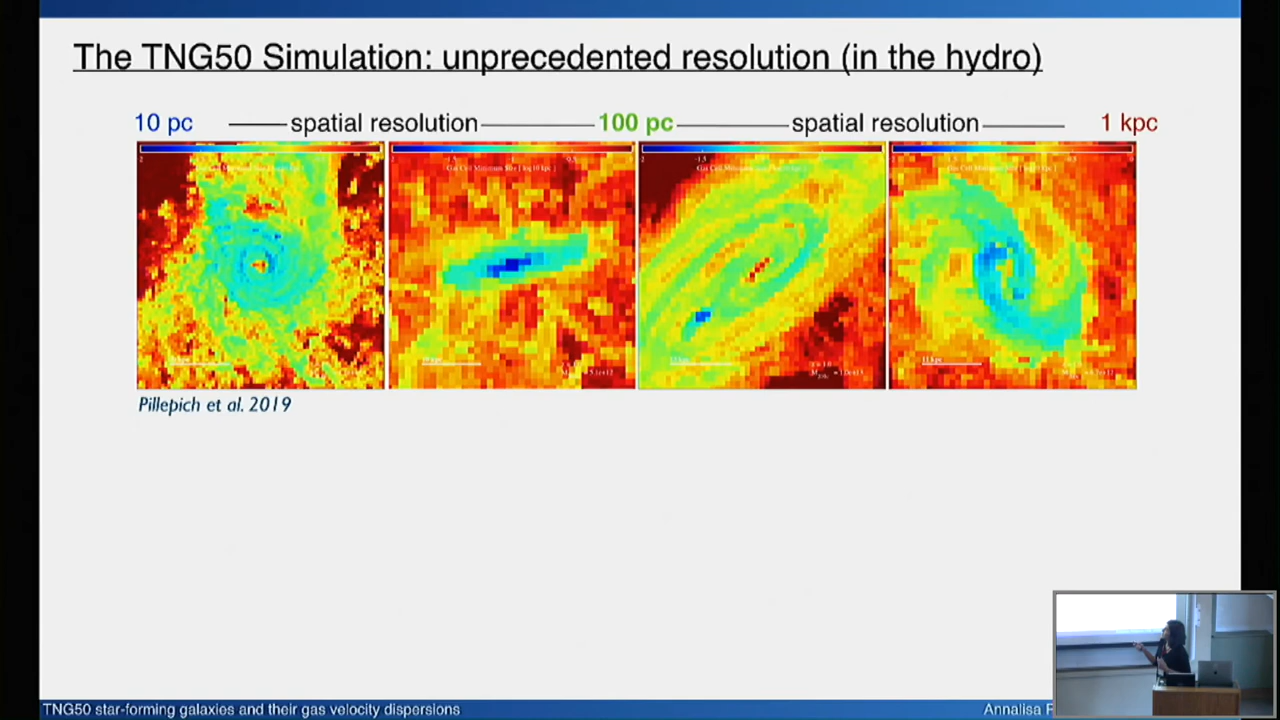 The TNG50 Simulation: unprecedented resolution (in the hydro)
10 pc spatial resolution 100 pc spatial resolution 1 kpc
Pillepich et al. 2019
TNG50 star-forming galaxies and their gas velocity dispersions
Annalisa